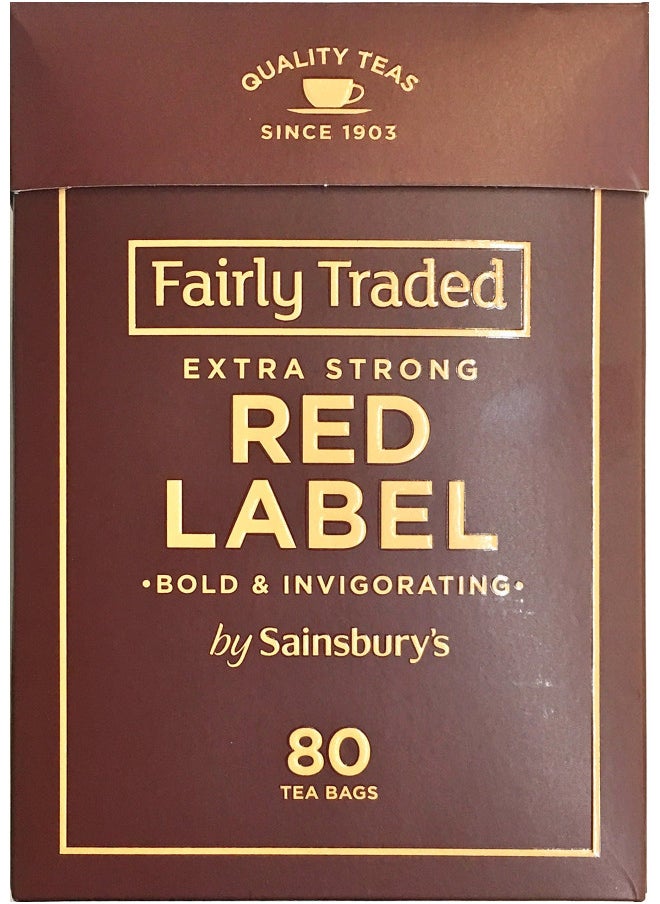 QUALITY TEAS
SINCE 1903
Fairly Traded
EXTRA STRONG
RED
LABEL
•BOLD & INVIGORATING•
by Sainsbury's
80
TEA BAGS